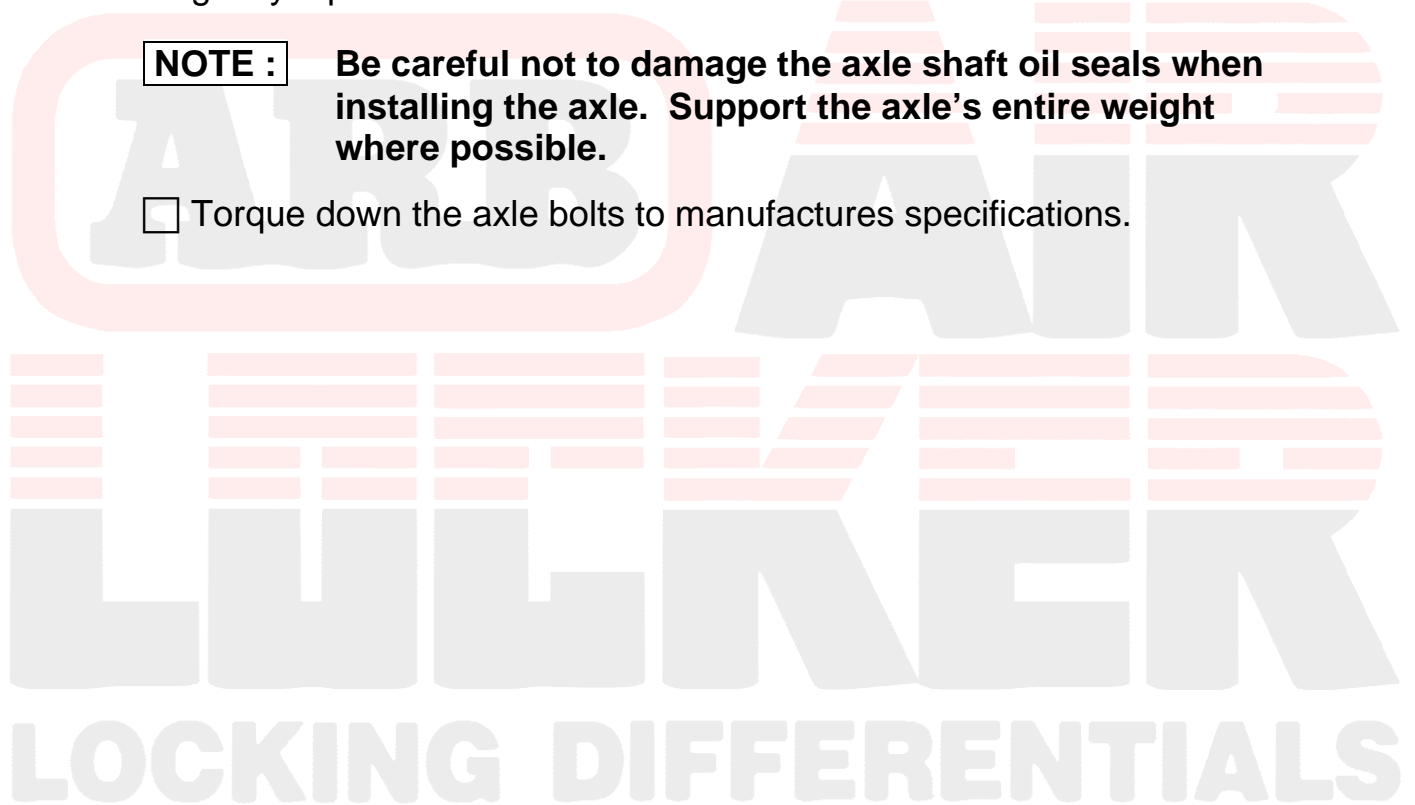 NOTE : Be careful not to damage the axle shaft oil seals when
installing the axle. Support the axle's entire weight
where possible.
☐ Torque down the axle bolts to manufactures specifications.
ARB AIR
LOCKER
LOCKING DIFFERENTIALS